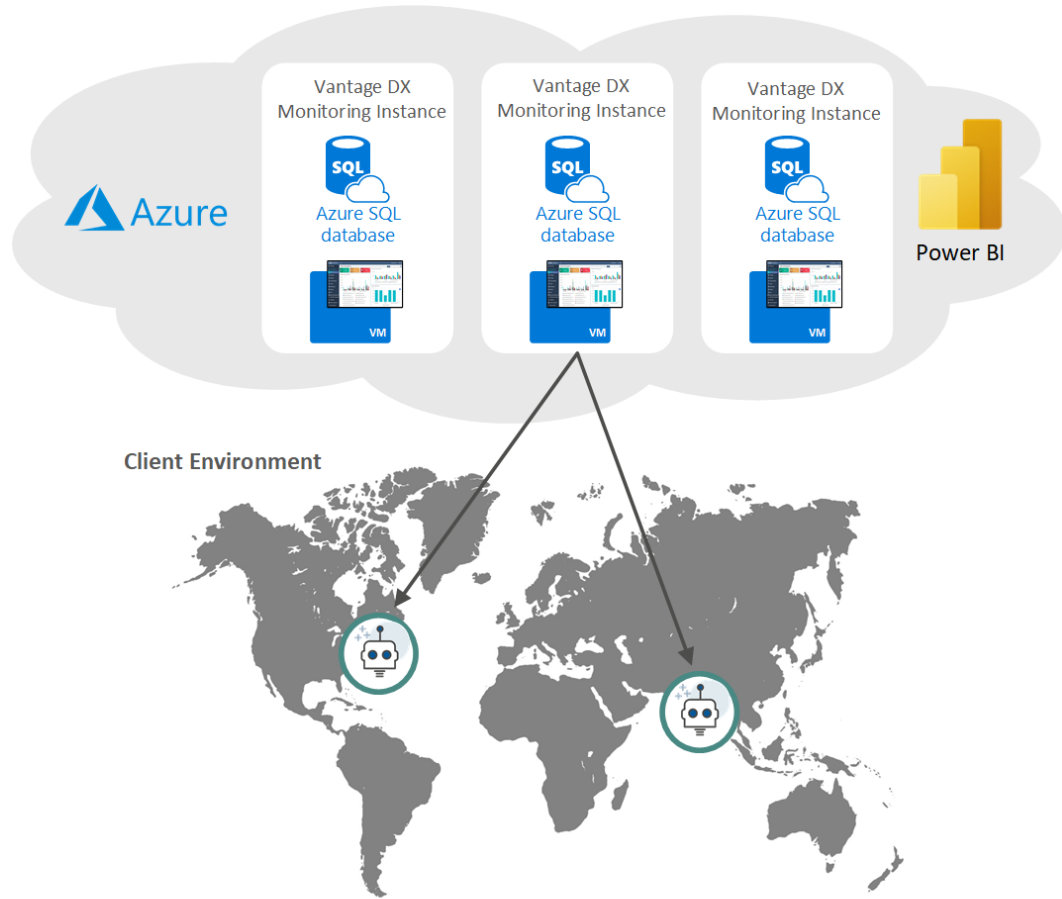 Vantage DX
Monitoring Instance
SQL
Azure SQL
database
VM
Vantage DX
Monitoring Instance
SQL
Azure SQL
database
VM
Vantage DX
Monitoring Instance
SQL
Azure SQL
database
VM
Azure
Power BI
Client Environment